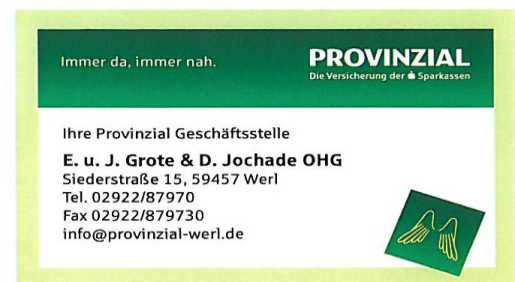 Immer da, immer nah.
PROVINZIAL
Die Versicherung der Sparkassen
Ihre Provinzial Geschäftsstelle
E. u. J. Grote & D. Jochade OHG
Siederstraße 15, 59457 Werl
Tel. 02922/87970
Fax 02922/879730
info@provinzial-werl.de